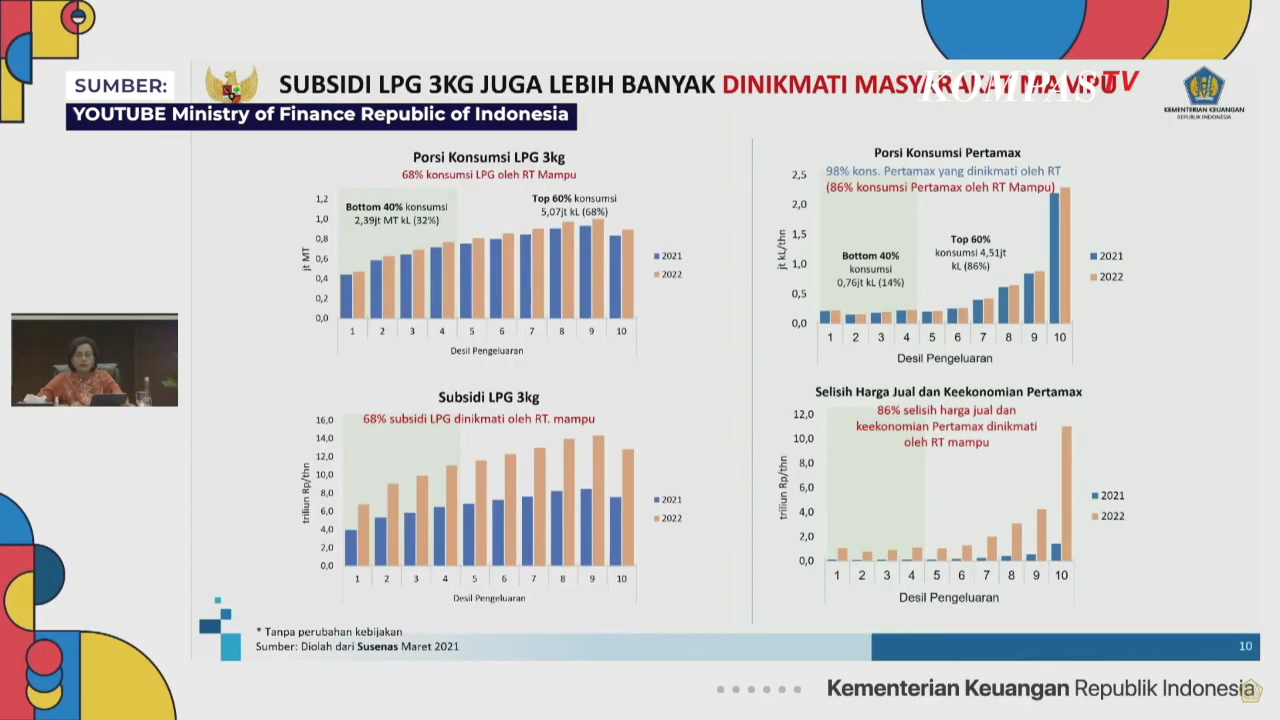 SUMBER:
YOUTUBE Ministry of Finance Republic of Indonesia
SUBSIDI LPG 3KG JUGA LEBIH BANYAK DINIKMATI MASYARAKAT MAMPU
KOMPAS TV
KEMENTERIAN KEUANGAN
REPUBLIK INDONESIA
Porsi Konsumsi LPG 3kg
68% konsumsi LPG oleh RT Mampu
Bottom 40% konsumsi
2,39jt MT kL (32%)
Top 60% konsumsi
5,07jt kL (68%)
jt MT
1,2
1,0
0,8
0,6
0,4
0,2
0,0
1 2 3 4 5 6 7 8 9 10
Desil Pengeluaran
2021
2022
Subsidi LPG 3kg
68% subsidi LPG dinikmati oleh RT. mampu
triliun Rp/thn
16,0
14,0
12,0
10,0
8,0
6,0
4,0
2,0
0,0
1 2 3 4 5 6 7 8 9 10
Desil Pengeluaran
2021
2022
Porsi Konsumsi Pertamax
98% kons. Pertamax yang dinikmati oleh RT
(86% konsumsi Pertamax oleh RT Mampu)
Bottom 40%
konsumsi
0,76jt kL (14%)
Top 60%
konsumsi 4,51jt
kL (86%)
jt kL/thn
2,5
2,0
1,5
1,0
0,5
0,0
1 2 3 4 5 6 7 8 9 10
Desil Pengeluaran
2021
2022
Selisih Harga Jual dan Keekonomian Pertamax
86% selisih harga jual dan
keekonomian Pertamax dinikmati
oleh RT mampu
triliun Rp/thn
12,0
10,0
8,0
6,0
4,0
2,0
0,0
1 2 3 4 5 6 7 8 9 10
Desil Pengeluaran
2021
2022
* Tanpa perubahan kebijakan
Sumber: Diolah dari Susenas Maret 2021
10
Kementerian Keuangan Republik Indonesia